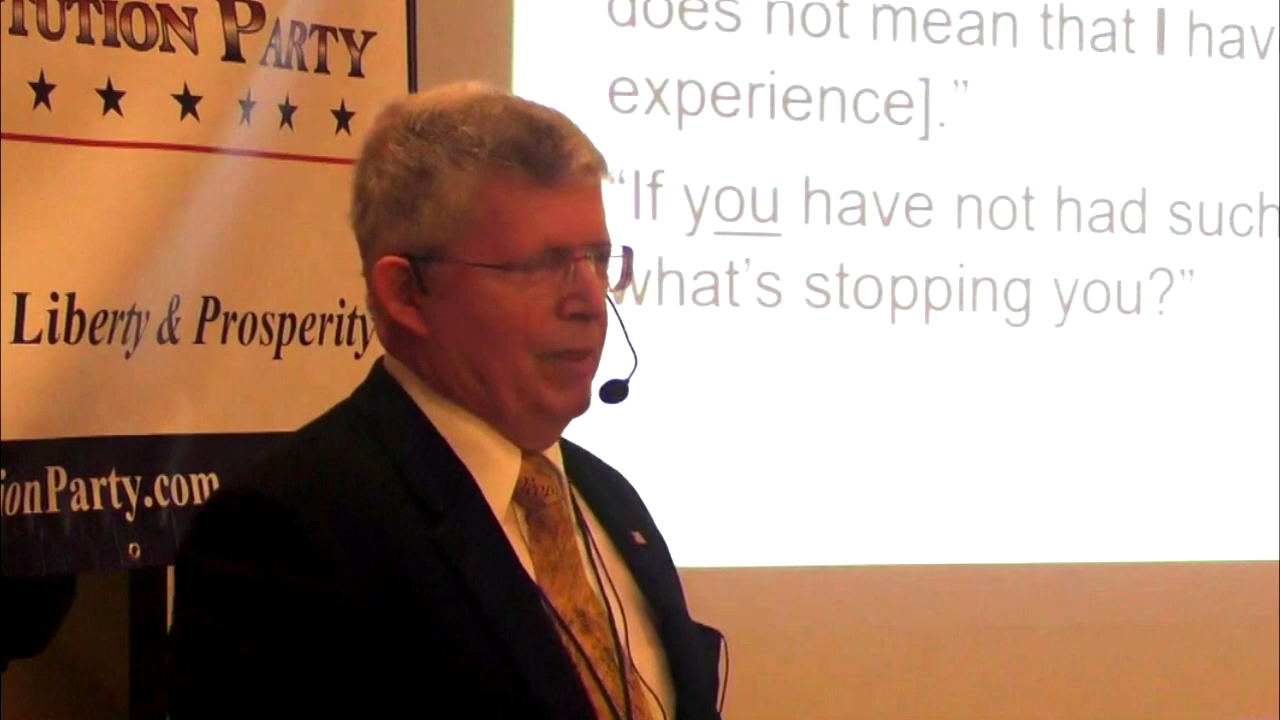 TUTION PARTY
Liberty & Prosperity
ionParty.com
does not mean that I hav
experience].”
“If you have not had such
what’s stopping you?”